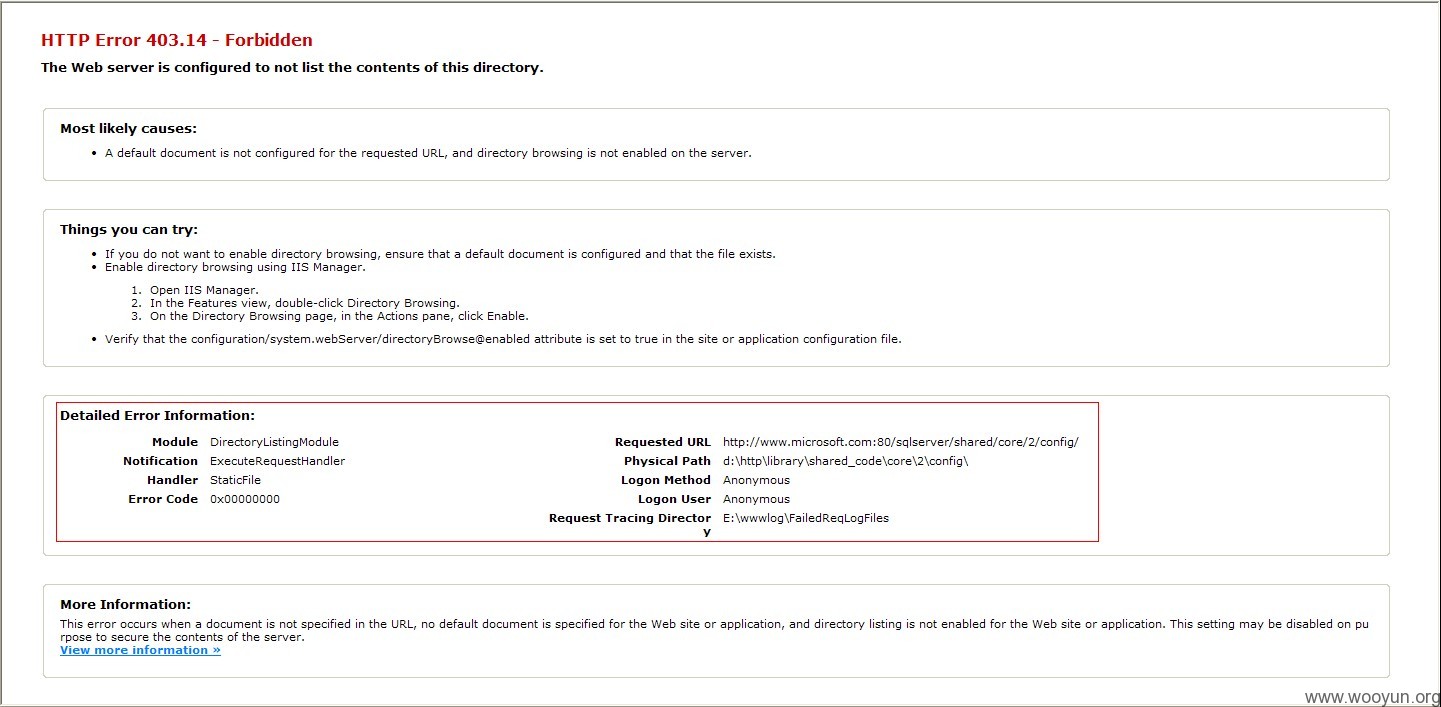 HTTP Error 403.14 - Forbidden
The Web server is configured to not list the contents of this directory.
Most likely causes:
• A default document is not configured for the requested URL, and directory browsing is not enabled on the server.
Things you can try:
• If you do not want to enable directory browsing, ensure that a default document is configured and that the file exists.
• Enable directory browsing using IIS Manager.
1. Open IIS Manager.
2. In the Features view, double-click Directory Browsing.
3. On the Directory Browsing page, in the Actions pane, click Enable.
• Verify that the configuration/system.webServer/directoryBrowse@enabled attribute is set to true in the site or application configuration file.
Detailed Error Information:
Module DirectoryListingModule
Notification ExecuteRequestHandler
Handler StaticFile
Error Code 0x00000000
Requested URL http://www.microsoft.com:80/sqlserver/shared/core/2/config/
Physical Path d:\http\library\shared_code\core\2\config\
Logon Method Anonymous
Logon User Anonymous
Request Tracing Director E:\wwwlog\FailedReqLogFiles
y
More Information:
This error occurs when a document is not specified in the URL, no default document is specified for the Web site or application, and directory listing is not enabled for the Web site or application. This setting may be disabled on pu
rpose to secure the contents of the server.
View more information »
www.wooyun.org